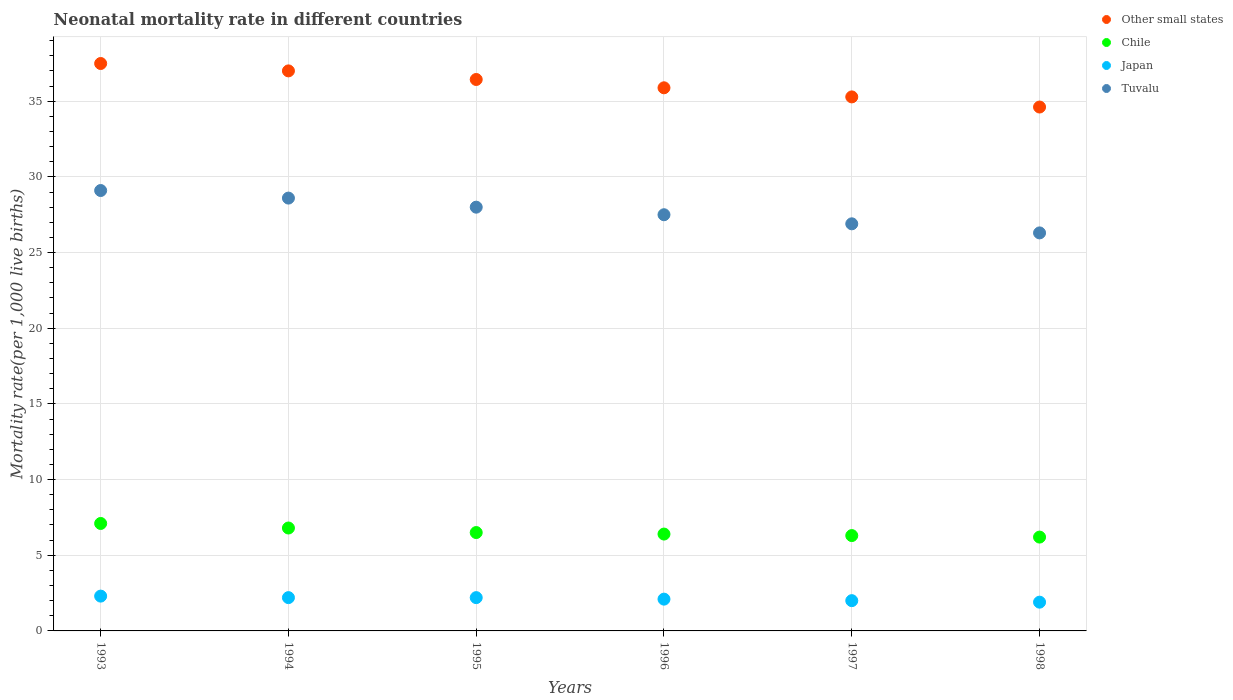 Neonatal mortality rate in different countries
Other small states
Chile
Japan
Tuvalu
Mortality rate(per 1,000 live births)
35
30
25
20
15
10
5
0
1993
1994
1995
1996
1997
1998
Years